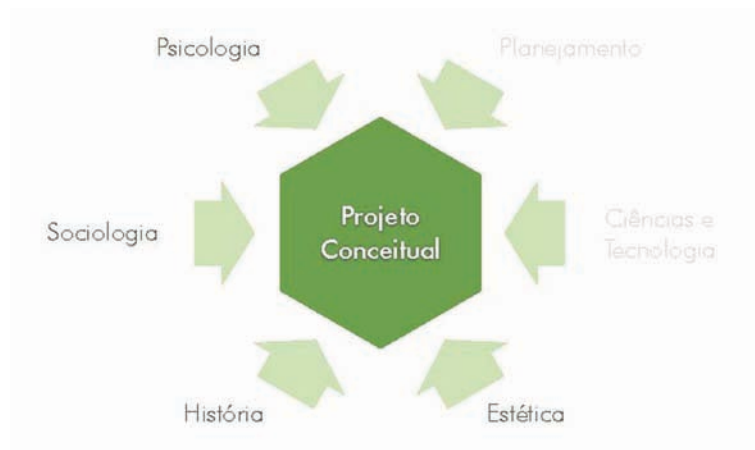 Psicologia
Planejamento
Sociologia
Projeto
Conceitual
Ciências e
Tecnologia
História
Estética